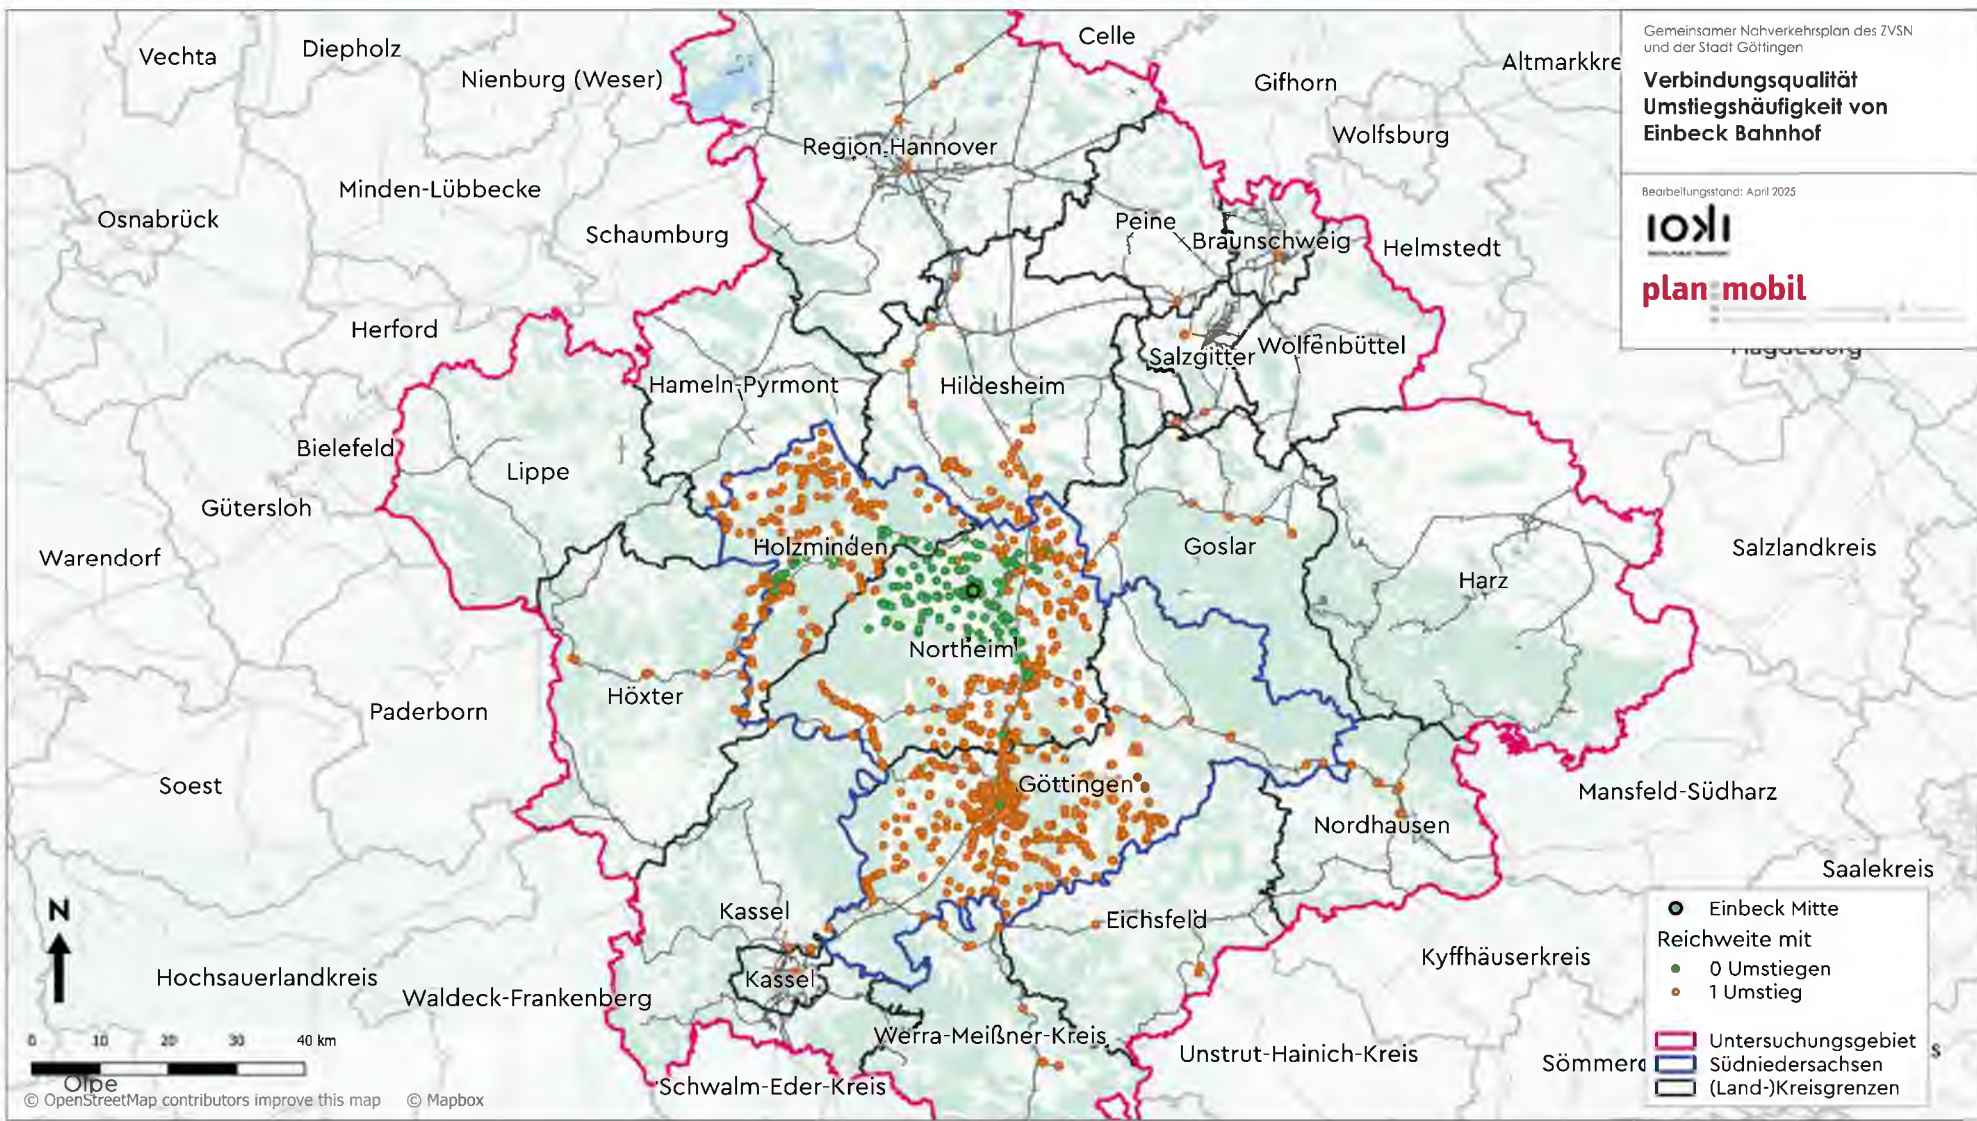 Gemeinsamer Nahverkehrsplan des ZVSN
und der Stadt Göttingen
Verbindungsqualität
Umstiegshäufigkeit von
Einbeck Bahnhof
Bearbeitungsstand: April 2025
ioki
plan:mobil
Vechta
Diepholz
Nienburg (Weser)
Celle
Gifhorn
Altmarkkre
Wolfsburg
Region Hannover
Minden-Lübbecke
Osnabrück
Schaumburg
Peine
Braunschweig
Helmstedt
Herford
Salzgitter
Wolfenbüttel
Magdeburg
Hameln-Pyrmont
Hildesheim
Bielefeld
Lippe
Gütersloh
Warendorf
Holzminden
Goslar
Harz
Salzlandkreis
Northeim
Höxter
Paderborn
Soest
Göttingen
Mansfeld-Südharz
Nordhausen
Saalekreis
Kassel
Eichsfeld
Kyffhäuserkreis
Hochsauerlandkreis
Kassel
Waldeck-Frankenberg
Werra-Meißner-Kreis
Unstrut-Hainich-Kreis
Sömmerd
s
Schwalm-Eder-Kreis
Olpe
N
0 10 20 30 40 km
© OpenStreetMap contributors improve this map © Mapbox
Einbeck Mitte
Reichweite mit
0 Umstiegen
1 Umstieg
Untersuchungsgebiet
Südniedersachsen
(Land-)Kreisgrenzen